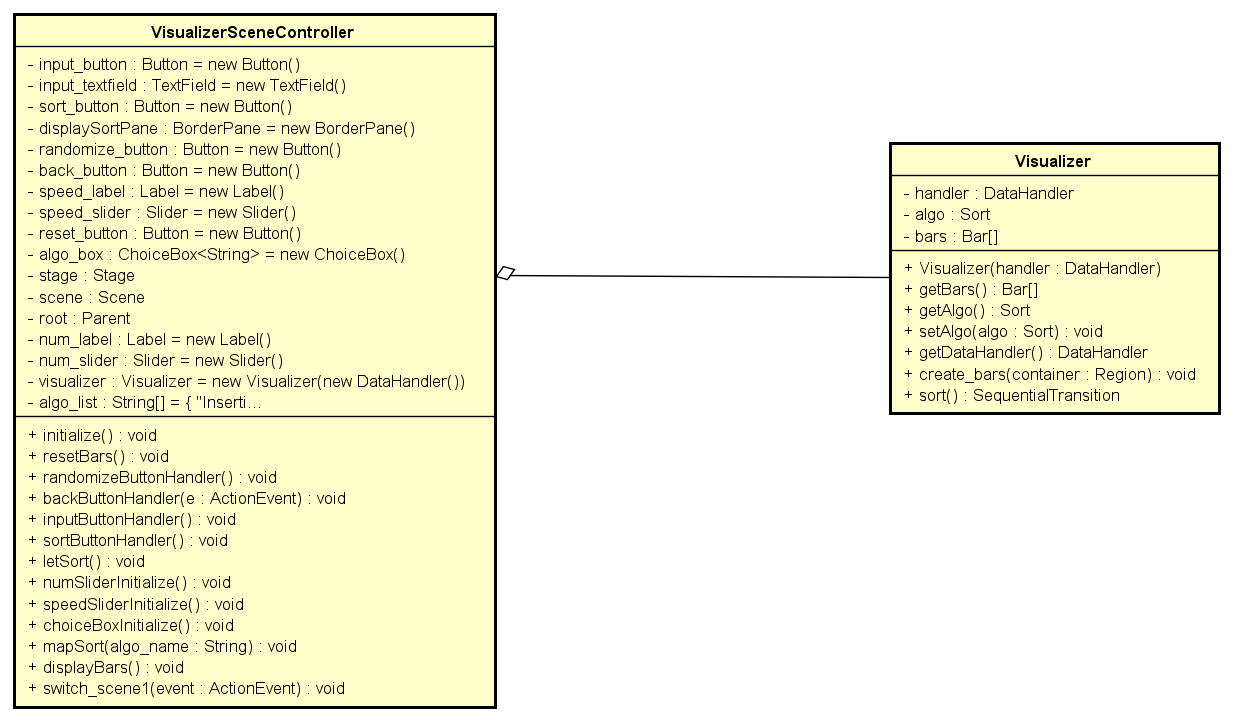 VisualizerSceneController
- input_button : Button = new Button()
- input_textfield : TextField = new TextField()
- sort_button : Button = new Button()
- displaySortPane : BorderPane = new BorderPane()
- randomize_button : Button = new Button()
- back_button : Button = new Button()
- speed_label : Label = new Label()
- speed_slider : Slider = new Slider()
- reset_button : Button = new Button()
- algo_box : ChoiceBox<String> = new ChoiceBox()
- stage : Stage
- scene : Scene
- root : Parent
- num_label : Label = new Label()
- num_slider : Slider = new Slider()
- visualizer : Visualizer = new Visualizer(new DataHandler())
- algo_list : String[] = { "Inserti...
+ initialize() : void
+ resetBars() : void
+ randomizeButtonHandler() : void
+ backButtonHandler(e : ActionEvent) : void
+ inputButtonHandler() : void
+ sortButtonHandler() : void
+ letSort() : void
+ numSliderInitialize() : void
+ speedSliderInitialize() : void
+ choiceBoxInitialize() : void
+ mapSort(algo_name : String) : void
+ displayBars() : void
+ switch_scene1(event : ActionEvent) : void
Visualizer
- handler : DataHandler
- algo : Sort
- bars : Bar[]
+ Visualizer(handler : DataHandler)
+ getBars() : Bar[]
+ getAlgo() : Sort
+ setAlgo(algo : Sort) : void
+ getDataHandler() : DataHandler
+ create_bars(container : Region) : void
+ sort() : SequentialTransition